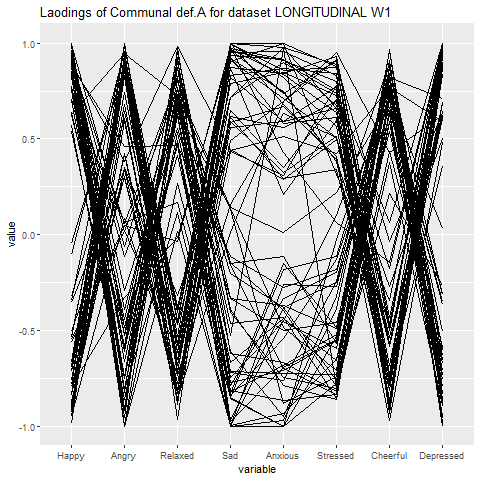 Laodings of Communal def.A for dataset LONGITUDINAL W1
1.0
0.5
0.0
-0.5
-1.0
value
Happy Angry Relaxed Sad Anxious Stressed Cheerful Depressed
variable